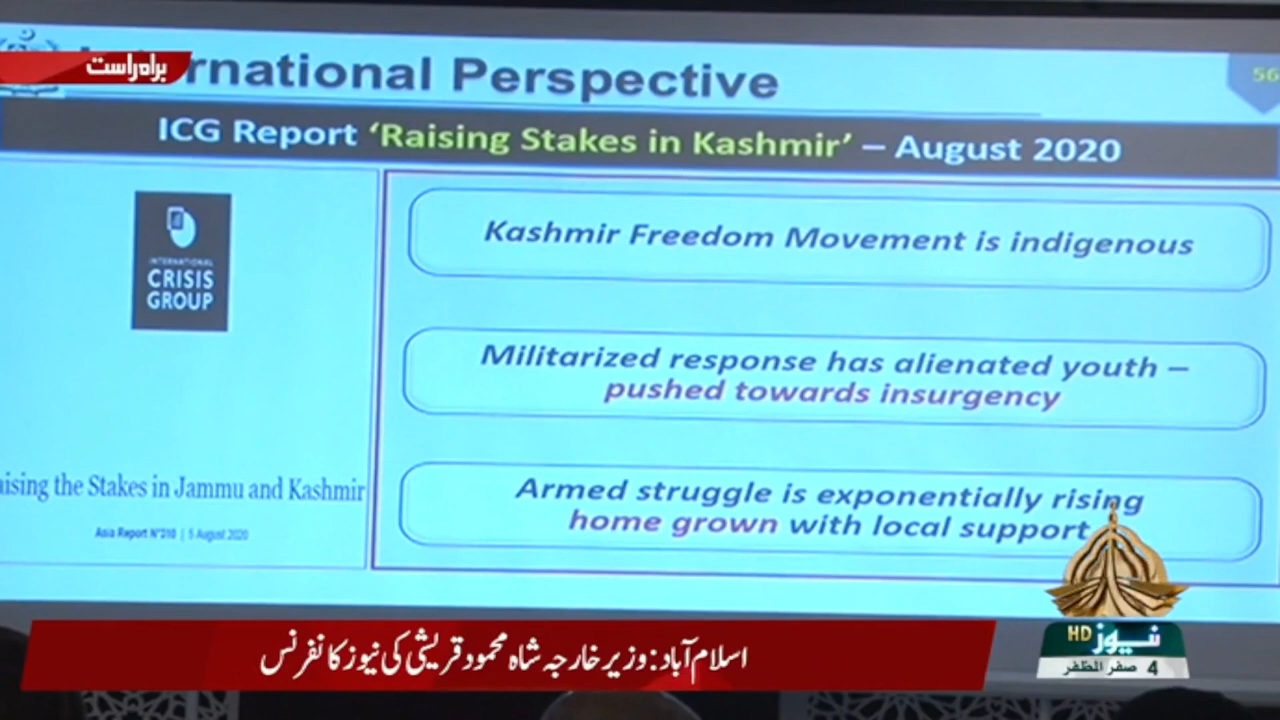 براہ راست
rnational Perspective
56
ICG Report ‘Raising Stakes in Kashmir’ – August 2020
INTERNATIONAL
CRISIS
GROUP
Kashmir Freedom Movement is indigenous
Militarized response has alienated youth –
pushed towards insurgency
aising the Stakes in Jammu and Kashmir
Asia Report N°310 | 5 August 2020
Armed struggle is exponentially rising
home grown with local support
نیوز HD
4 صفر المظفر
اسلام آباد: وزیر خارجہ شاہ محمود قریشی کی نیوز کانفرنس